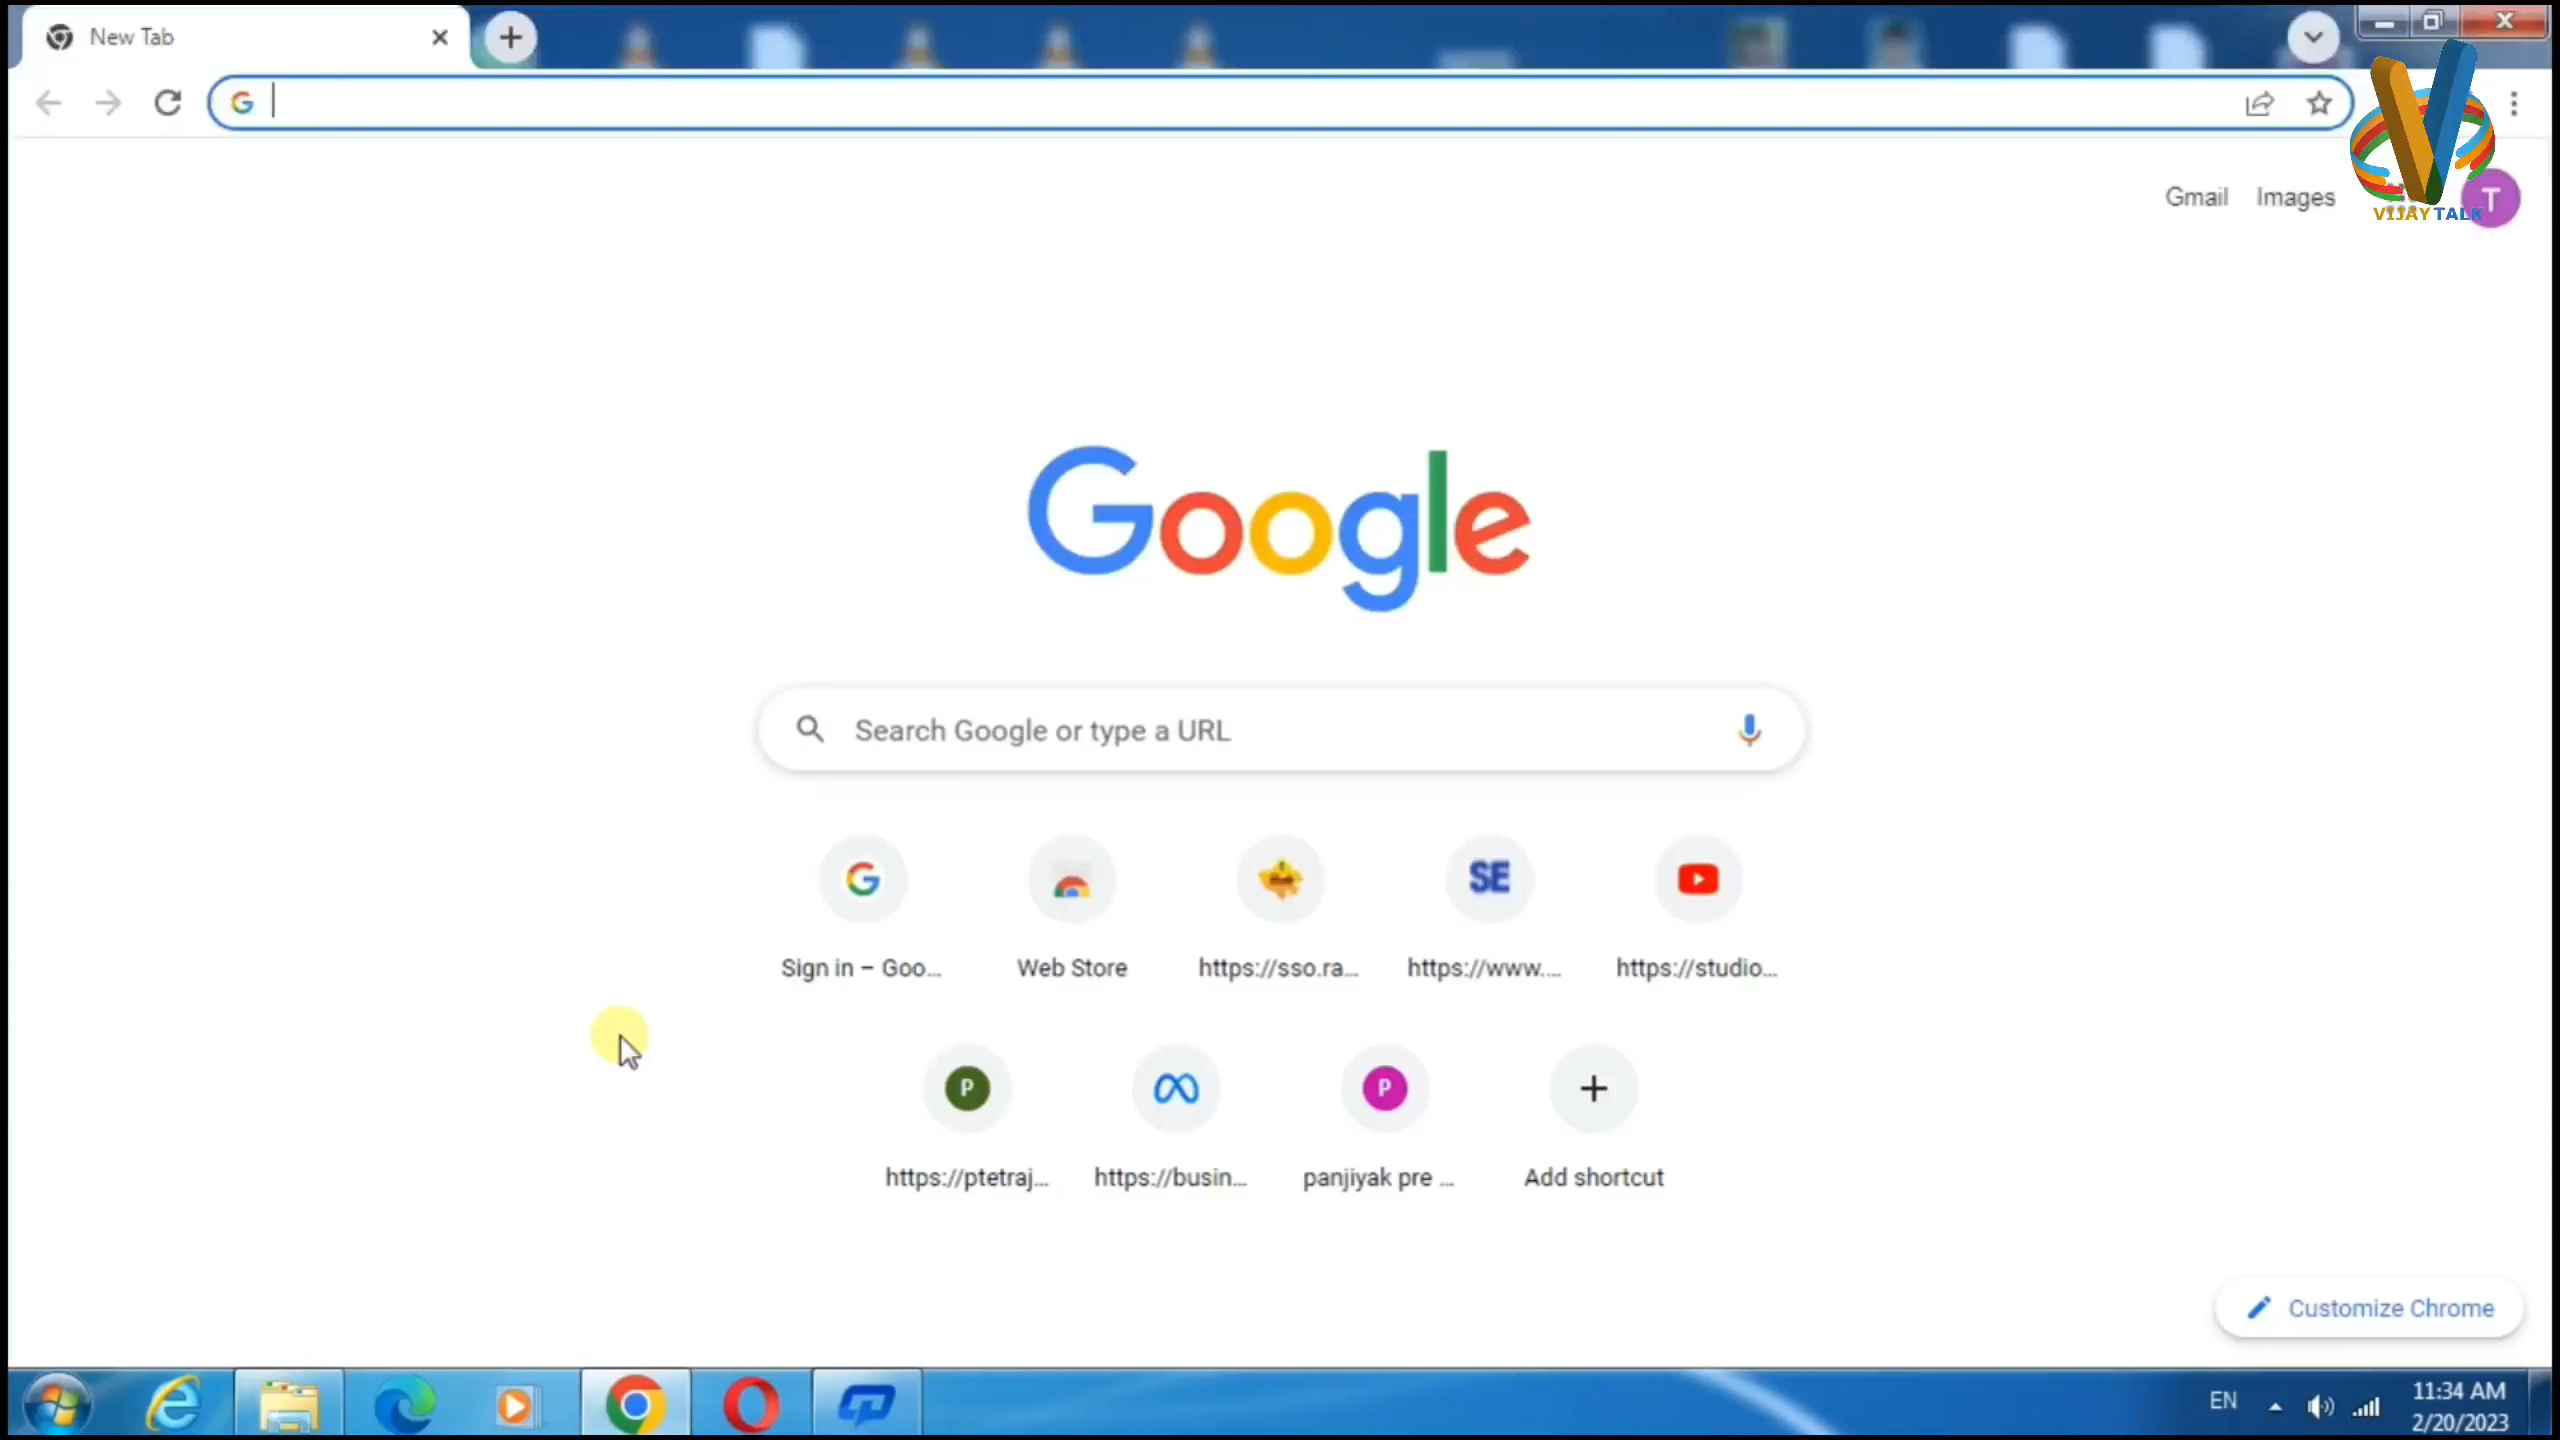 New Tab
Gmail Images T
VIJAY TALK
Google
Search Google or type a URL
SE
Sign in – Goo... Web Store https://sso.ra... https://www.... https://studio...
P P
https://ptetraj... https://busin... panjiyak pre ... Add shortcut
Customize Chrome
EN 11:34 AM
2/20/2023